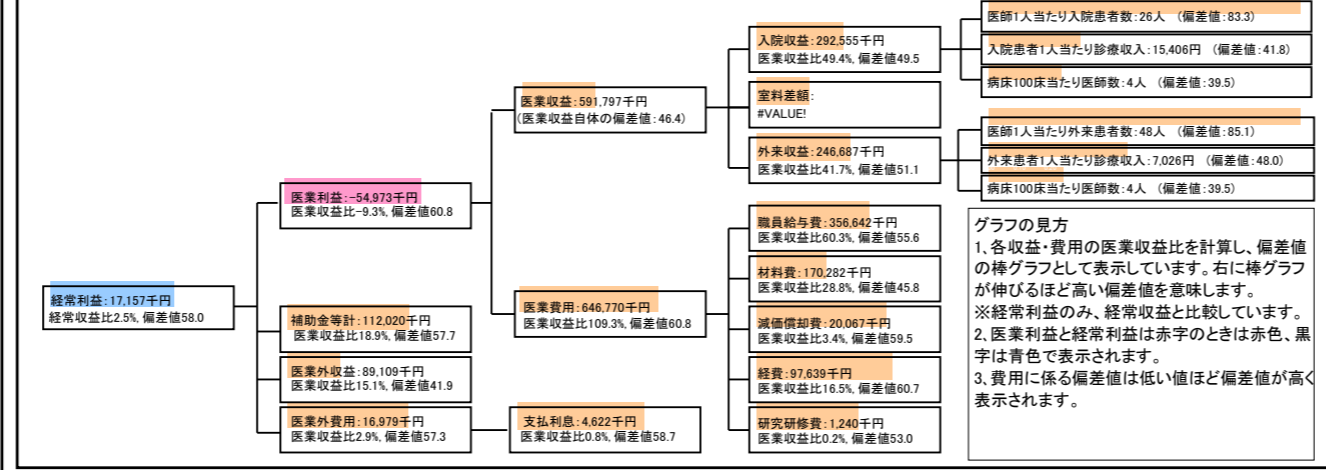 医師1人当たり入院患者数:26人 (偏差値:83.3)
入院収益:292,555千円
医業収益比49.4%, 偏差値49.5
入院患者1人当たり診療収入:15,406円 (偏差値:41.8)
病床100床当たり医師数:4人 (偏差値:39.5)
医業収益:591,797千円
(医業収益自体の偏差値:46.4)
室料差額:
#VALUE!
医師1人当たり外来患者数:48人 (偏差値:85.1)
外来収益:246,687千円
医業収益比41.7%, 偏差値51.1
外来患者1人当たり診療収入:7,026円 (偏差値:48.0)
病床100床当たり医師数:4人 (偏差値:39.5)
医業利益:-54,973千円
医業収益比-9.3%, 偏差値60.8
職員給与費:356,642千円
医業収益比60.3%, 偏差値55.6
材料費:170,282千円
医業収益比28.8%, 偏差値45.8
経常利益:17,157千円
経常収益比2.5%, 偏差値58.0
医業費用:646,770千円
医業収益比109.3%, 偏差値60.8
補助金等計:112,020千円
医業収益比18.9%, 偏差値57.7
減価償却費:20,067千円
医業収益比3.4%, 偏差値59.5
医業外収益:89,109千円
医業収益比15.1%, 偏差値41.9
経費:97,639千円
医業収益比16.5%, 偏差値60.7
医業外費用:16,979千円
医業収益比2.9%, 偏差値57.3
支払利息:4,622千円
医業収益比0.8%, 偏差値58.7
研究研修費:1,240千円
医業収益比0.2%, 偏差値53.0
グラフの見方
1、各収益・費用の医業収益比を計算し、偏差値
の棒グラフとして表示しています。右に棒グラフ
が伸びるほど高い偏差値を意味します。
※経常利益のみ、経常収益と比較しています。
2、医業利益と経常利益は赤字のときは赤色、黒
字は青色で表示されます。
3、費用に係る偏差値は低い値ほど偏差値が高く
表示されます。